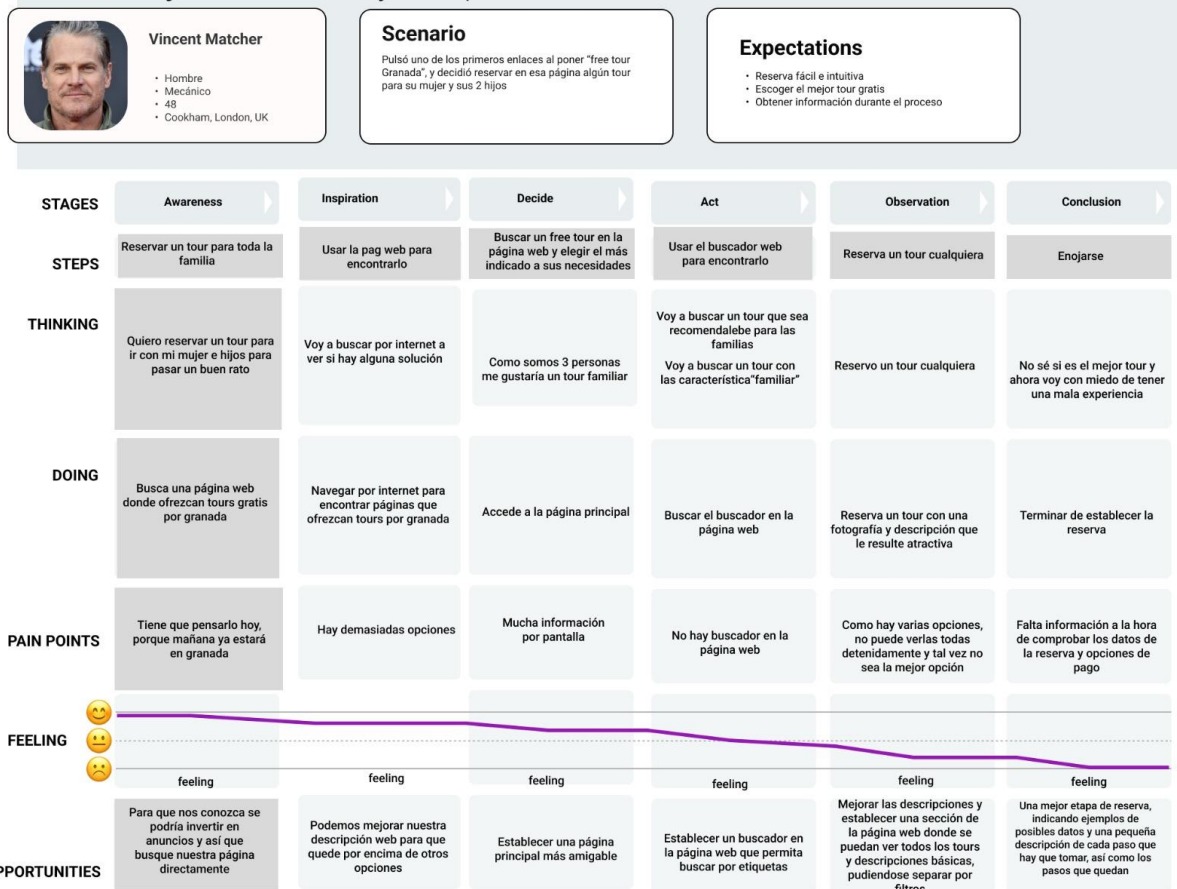 Vincent Matcher
• Hombre
• Mecánico
• 48
• Cookham, London, UK
Scenario
Pulsó uno de los primeros enlaces al poner "free tour
Granada", y decidió reservar en esa página algún tour
para su mujer y sus 2 hijos
Expectations
• Reserva fácil e intuitiva
• Escoger el mejor tour gratis
• Obtener información durante el proceso
STAGES
Awareness
Inspiration
Decide
Act
Observation
Conclusion
STEPS
Reservar un tour para toda la
familia
Usar la pag web para
encontrarlo
Buscar un free tour en la
página web y elegir el más
indicado a sus necesidades
Usar el buscador web
para encontrarlo
Reserva un tour cualquiera
Enojarse
THINKING
Quiero reservar un tour para
ir con mi mujer e hijos para
pasar un buen rato
Voy a buscar por internet a
ver si hay alguna solución
Como somos 3 personas
me gustaría un tour familiar
Voy a buscar un tour que sea
recomendalebe para las
familias
Voy a buscar un tour con
las característica"familiar"
Reservo un tour cualquiera
No sé si es el mejor tour y
ahora voy con miedo de tener
una mala experiencia
DOING
Busca una página web
donde ofrezcan tours gratis
por granada
Navegar por internet para
encontrar páginas que
ofrezcan tours por granada
Accede a la página principal
Buscar el buscador en la
página web
Reserva un tour con una
fotografía y descripción que
le resulte atractiva
Terminar de establecer la
reserva
PAIN POINTS
Tiene que pensarlo hoy,
porque mañana ya estará
en granada
Hay demasiadas opciones
Mucha información
por pantalla
No hay buscador en la
página web
Como hay varias opciones,
no puede verlas todas
detenidamente y tal vez no
sea la mejor opción
Falta información a la hora
de comprobar los datos de
la reserva y opciones de
pago
FEELING
feeling
feeling
feeling
feeling
feeling
feeling
PPORTUNITIES
Para que nos conozca se
podría invertir en
anuncios y así que
busque nuestra página
directamente
Podemos mejorar nuestra
descripción web para que
quede por encima de otros
opciones
Establecer una página
principal más amigable
Establecer un buscador en
la página web que permita
buscar por etiquetas
Mejorar las descripciones y
establecer una sección de
la página web donde se
puedan ver todos los tours
y descripciones básicas,
pudiendose separar por
filtros
Una mejor etapa de reserva,
indicando ejemplos de
posibles datos y una pequeña
descripción de cada paso que
hay que tomar, así como los
pasos que quedan